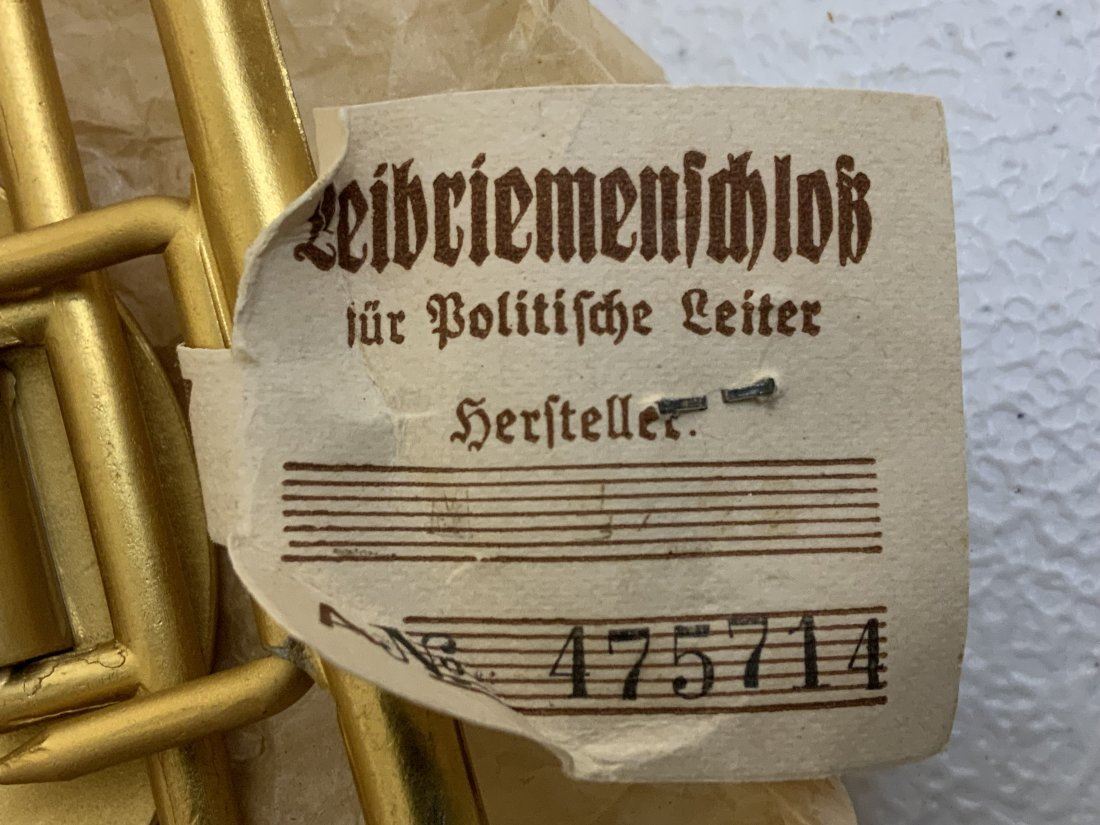 Leibriemenschloß
für Politische Leiter
Hersteller:
No. 475714